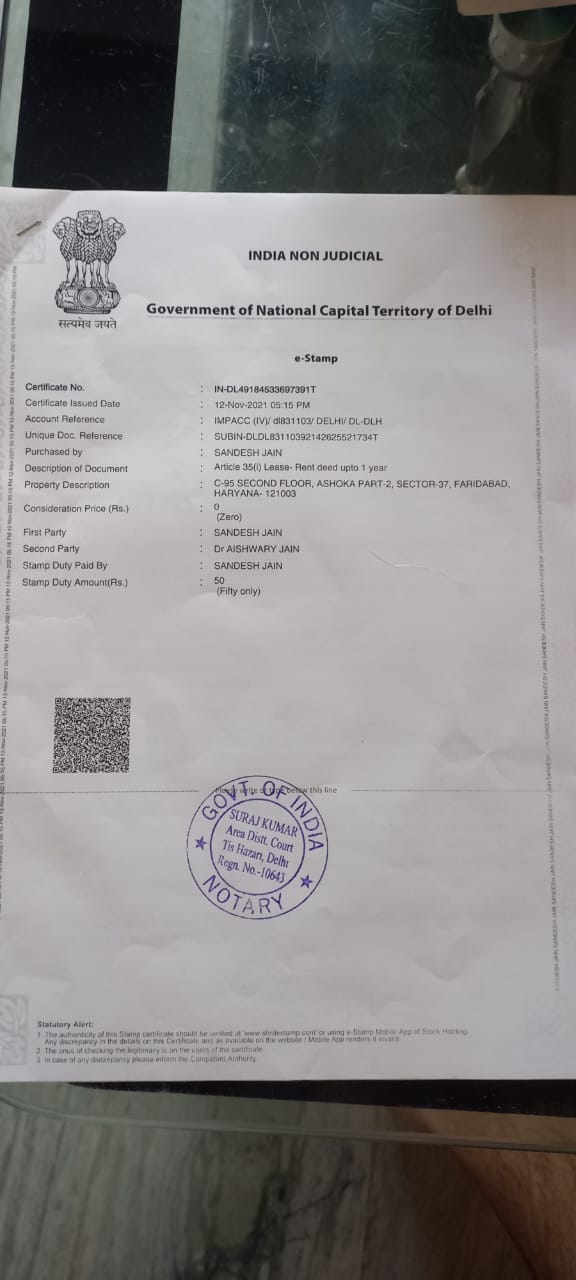 सत्यमेव जयते
INDIA NON JUDICIAL
Government of National Capital Territory of Delhi
e-Stamp
Certificate No. : IN-DL49184533697391T
Certificate Issued Date : 12-Nov-2021 05:15 PM
Account Reference : IMPACC (IV)/ dl831103/ DELHI/ DL-DLH
Unique Doc. Reference : SUBIN-DLDL83110392142625521734T
Purchased by : SANDESH JAIN
Description of Document : Article 35(i) Lease- Rent deed upto 1 year
Property Description : C-95 SECOND FLOOR, ASHOKA PART-2, SECTOR-37, FARIDABAD,
HARYANA- 121003
Consideration Price (Rs.) : 0
(Zero)
First Party : SANDESH JAIN
Second Party : Dr AISHWARY JAIN
Stamp Duty Paid By : SANDESH JAIN
Stamp Duty Amount(Rs.) : 50
(Fifty only)
Please write or type below this line
GOVT OF INDIA
SURAJ KUMAR
Area Distt. Court
Tis Hazari, Delhi
Regn. No.-10643
NOTARY
Statutory Alert:
1. The authenticity of this Stamp certificate should be verified at 'www.shcilestamp.com' or using e-Stamp Mobile App of Stock Holding.
Any discrepancy in the details on this Certificate and as available on the website / Mobile App renders it invalid.
2. The onus of checking the legitimacy is on the users of the certificate.
3. In case of any discrepancy please inform the Competent Authority.